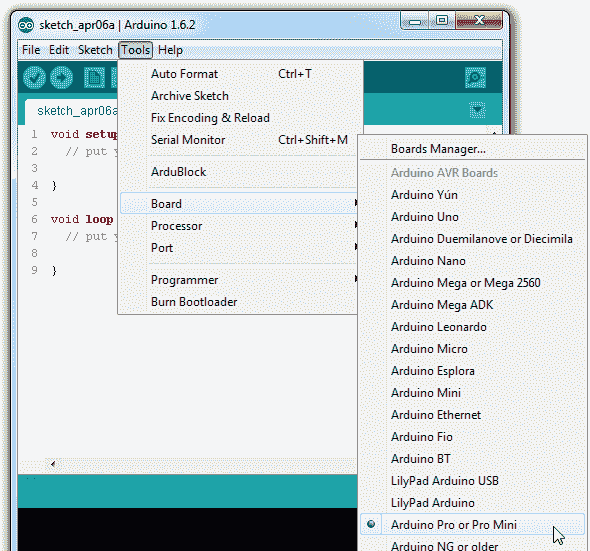 sketch_apr06a | Arduino 1.6.2
File Edit Sketch Tools Help
Auto Format Ctrl+T
Archive Sketch
Fix Encoding & Reload
Serial Monitor Ctrl+Shift+M
ArduBlock
Board
Processor
Port
Programmer
Burn Bootloader
sketch_apr06a
1 void setup
2 // put y
3
4 }
5
6 void loop
7 // put y
8
9 }
Boards Manager...
Arduino AVR Boards
Arduino Yún
Arduino Uno
Arduino Duemilanove or Diecimila
Arduino Nano
Arduino Mega or Mega 2560
Arduino Mega ADK
Arduino Leonardo
Arduino Micro
Arduino Esplora
Arduino Mini
Arduino Ethernet
Arduino Fio
Arduino BT
LilyPad Arduino USB
LilyPad Arduino
Arduino Pro or Pro Mini
Arduino NG or older